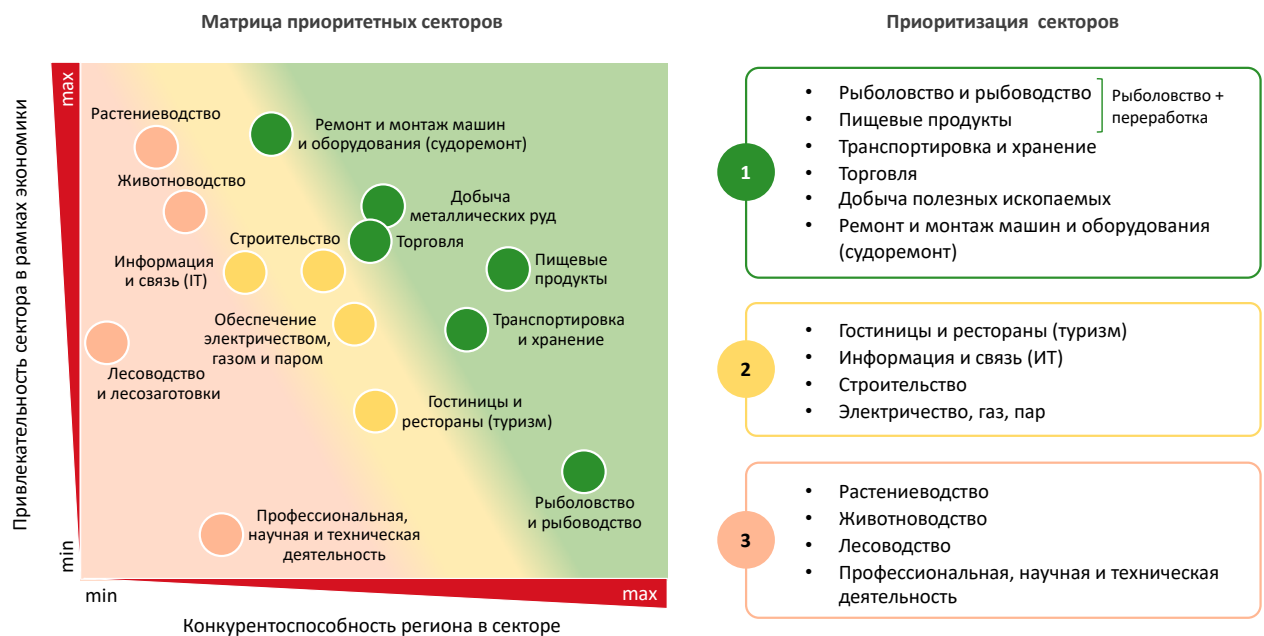 Матрица приоритетных секторов
Привлекательность сектора в рамках экономики
max
min
Растениеводство
Ремонт и монтаж машин
и оборудования (судоремонт)
Животноводство
Добыча
металлических руд
Строительство
Торговля
Информация
и связь (IT)
Пищевые
продукты
Обеспечение
электричеством,
газом и паром
Транспортировка
и хранение
Лесоводство
и лесозаготовки
Гостиницы и
рестораны (туризм)
Рыболовство
и рыбоводство
Профессиональная,
научная и техническая
деятельность
min
max
Конкурентоспособность региона в секторе
Приоритизация секторов
1
• Рыболовство и рыбоводство
• Пищевые продукты
Рыболовство +
переработка
• Транспортировка и хранение
• Торговля
• Добыча полезных ископаемых
• Ремонт и монтаж машин и оборудования
(судоремонт)
2
• Гостиницы и рестораны (туризм)
• Информация и связь (ИТ)
• Строительство
• Электричество, газ, пар
3
• Растениеводство
• Животноводство
• Лесоводство
• Профессиональная, научная и техническая
деятельность